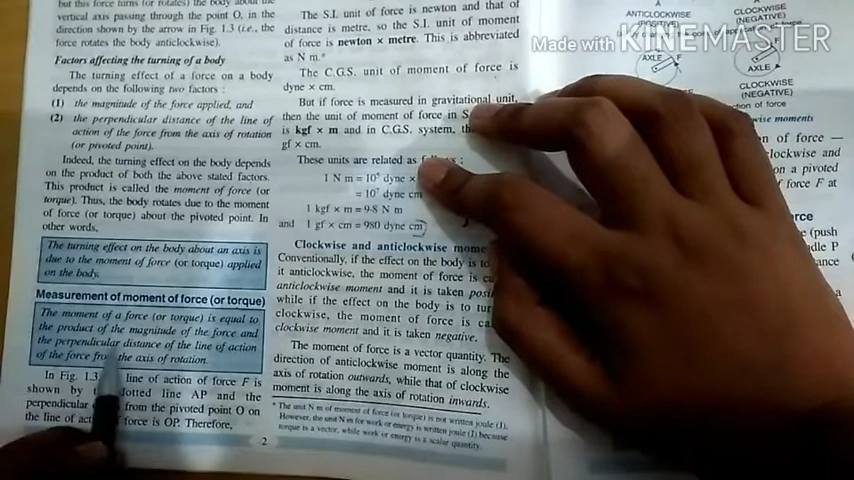 but this force turns (or rotates) the body about the
vertical axis passing through the point O, in the
direction shown by the arrow in Fig. 1.3 (i.e., the
force rotates the body anticlockwise).
Factors affecting the turning of a body
The turning effect of a force on a body
depends on the following two factors :
(1) the magnitude of the force applied, and
(2) the perpendicular distance of the line of
action of the force from the axis of rotation
(or pivoted point).
Indeed, the turning effect on the body depends
on the product of both the above stated factors.
This product is called the moment of force (or
torque). Thus, the body rotates due to the moment
of force (or torque) about the pivoted point. In
other words,
The turning effect on the body about an axis is
due to the moment of force (or torque) applied
on the body.
Measurement of moment of force (or torque)
The moment of a force (or torque) is equal to
the product of the magnitude of the force and
the perpendicular distance of the line of action
of the force from the axis of rotation.
In Fig. 1.3 line of action of force F is
shown by dotted line AP and the
perpendicular from the pivoted point O on
the line of force is OP. Therefore,
2
The S.I. unit of force is newton and that of
distance is metre, so the S.I. unit of moment
of force is newton × metre. This is abbreviated
as N m.*
The C.G.S. unit of moment of force is
dyne × cm.
But if force is measured in gravitational unit,
then the unit of moment of force in S
is kgf × m and in C.G.S. system,
gf × cm.
These units are related as follows :
1 N m = 10⁵ dyne ×
= 10⁷ dyne cm
1 kgf × m = 9·8 N m
and 1 gf × cm = 980 dyne cm
Clockwise and anticlockwise mome
Conventionally, if the effect on the body is to
it anticlockwise, the moment of force is ca
anticlockwise moment and it is taken posi
while if the effect on the body is to tur
clockwise, the moment of force is ca
clockwise moment and it is taken negative.
The moment of force is a vector quantity. The
direction of anticlockwise moment is along the
axis of rotation outwards, while that of clockwise
moment is along the axis of rotation inwards.
* The unit N m of moment of force (or torque) is not written joule (J).
However, the unit N m for work or energy is written joule (J) because
torque is a vector, while work or energy is a scalar quantity.
A
ANTICLOCKWISE
(POSITIVE)
CLOCKWISE
(NEGATIVE)
Made with KINEMASTER
AXLE F
F
AXLE
CLOCKWISE
(NEGATIVE)
tion of force
wise moments
n of force —
lockwise and
on a pivoted
force F at
rce
(push
dle P
ance
a